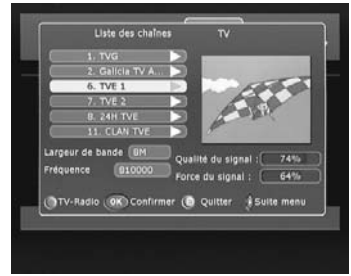 Liste des chaînes TV
1. TVG
2. Galicia TV A...
6. TVE 1
7. TVE 2
8. 24H TVE
11. CLAN TVE
Largeur de bande 8M
Qualité du signal : 74%
Fréquence 810000
Force du signal : 64%
TV-Radio OK Confirmer Quitter Suite menu